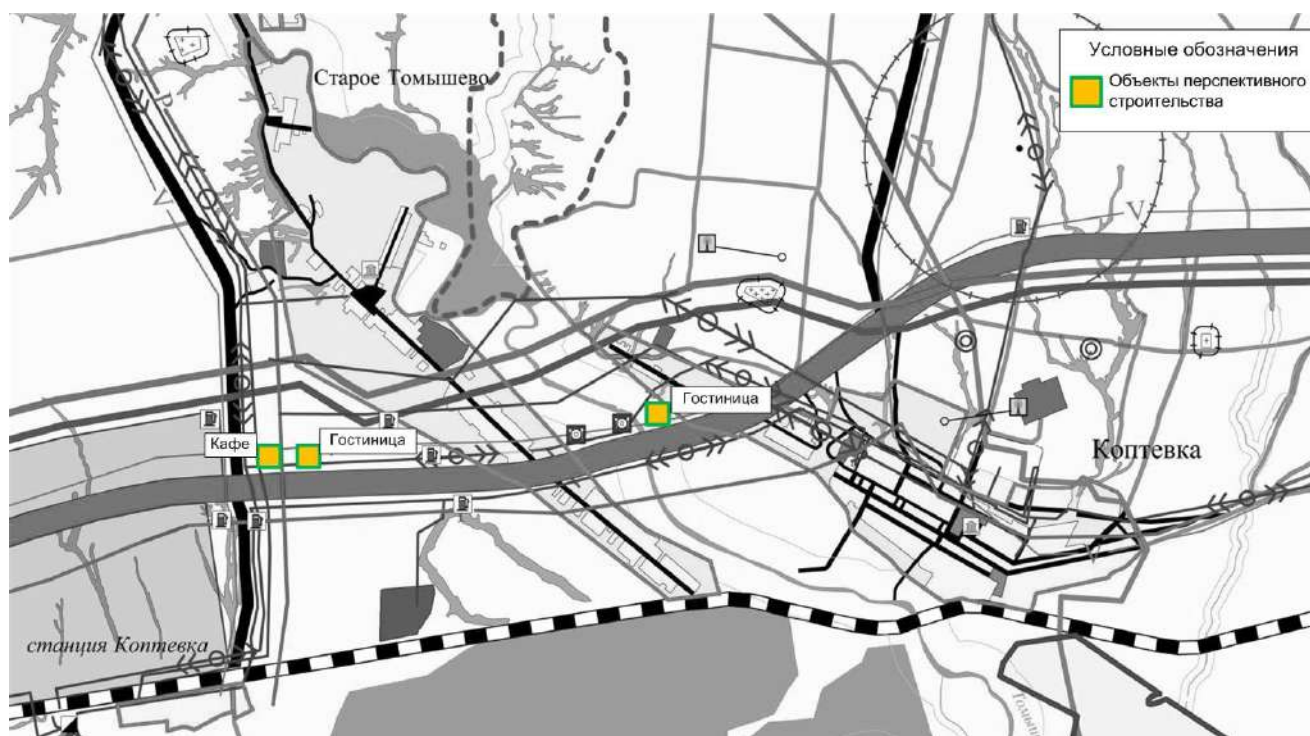 Условные обозначения
Объекты перспективного
строительства
Старое Томышево
V
Гостиница
Кафе
Гостиница
Коптевка
станция Коптевка